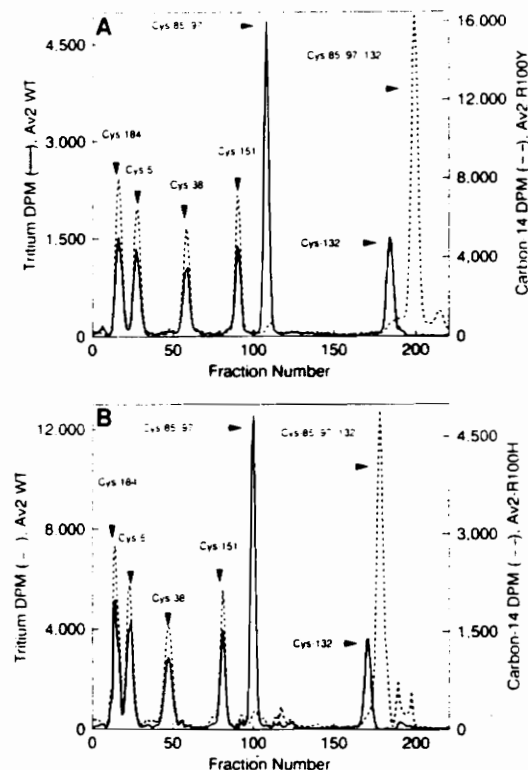 A
4.500
3.000
1.500
0
Tritium DPM (—), Av2 WT
Cys 184
Cys 5
Cys 38
Cys 151
Cys 85 97
Cys 85 97 132
Cys-132
16.000
12.000
8.000
4.000
0
Carbon-14 DPM (- -), Av2 R100Y
0 50 100 150 200
Fraction Number
B
12.000
8.000
4.000
0
Tritium DPM ( - ), Av2 WT
Cys 184
Cys 5
Cys 38
Cys-151
Cys 85 97
Cys 85 97 132
Cys-132
4.500
3.000
1.500
0
Carbon-14 DPM (- -), Av2-R100H
0 50 100 150 200
Fraction Number